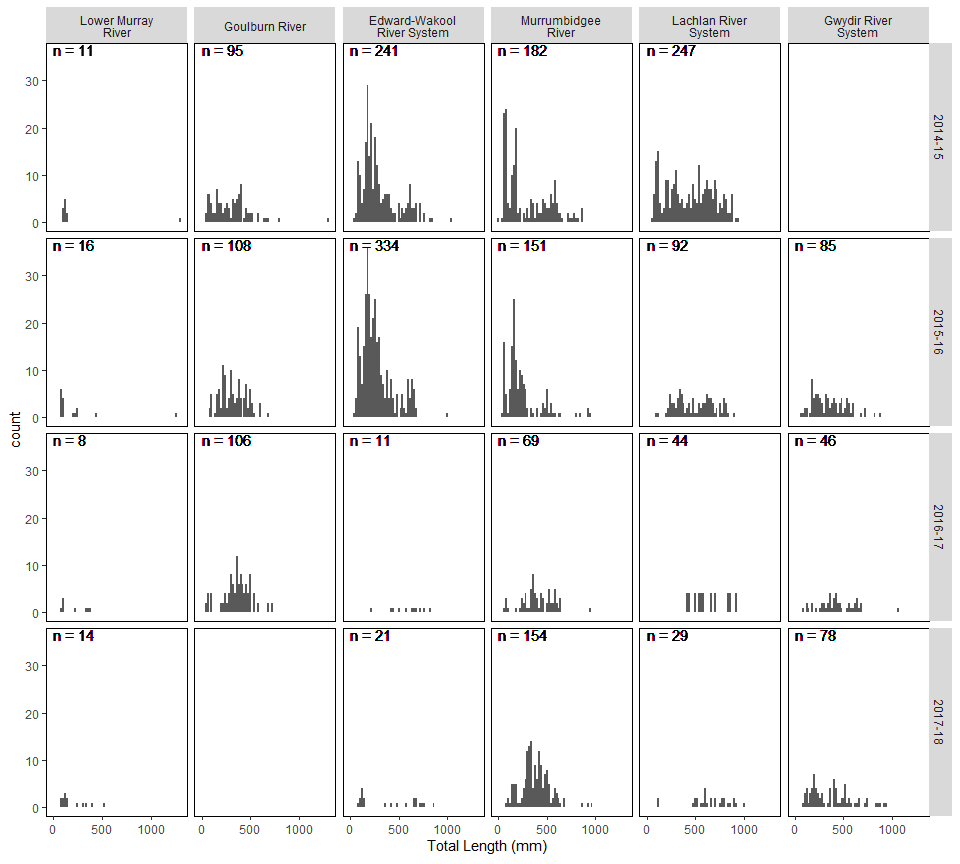 Lower Murray
River
Goulburn River
Edward-Wakool
River System
Murrumbidgee
River
Lachlan River
System
Gwydir River
System
n = 11
n = 95
n = 241
n = 182
n = 247
30
20
10
0
2014-15
n = 16
n = 108
n = 334
n = 151
n = 92
n = 85
30
20
10
0
2015-16
count
n = 8
n = 106
n = 11
n = 69
n = 44
n = 46
30
20
10
0
2016-17
n = 14
n = 21
n = 154
n = 29
n = 78
30
20
10
0
2017-18
0 500 1000 0 500 1000 0 500 1000 0 500 1000 0 500 1000 0 500 1000
Total Length (mm)